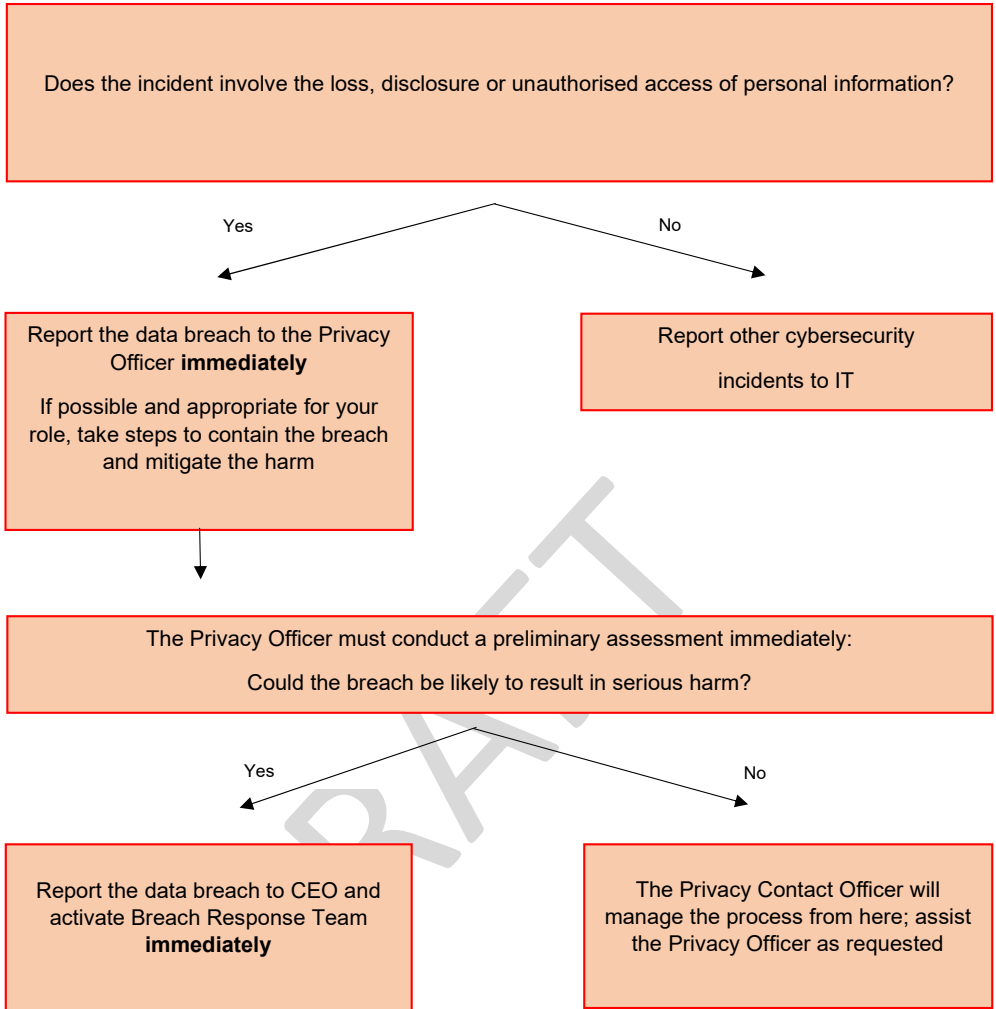 Does the incident involve the loss, disclosure or unauthorised access of personal information?
Yes
No
Report the data breach to the Privacy
Officer immediately
If possible and appropriate for your
role, take steps to contain the breach
and mitigate the harm
Report other cybersecurity
incidents to IT
The Privacy Officer must conduct a preliminary assessment immediately:
Could the breach be likely to result in serious harm?
Yes
No
Report the data breach to CEO and
activate Breach Response Team
immediately
The Privacy Contact Officer will
manage the process from here; assist
the Privacy Officer as requested
DRAFT